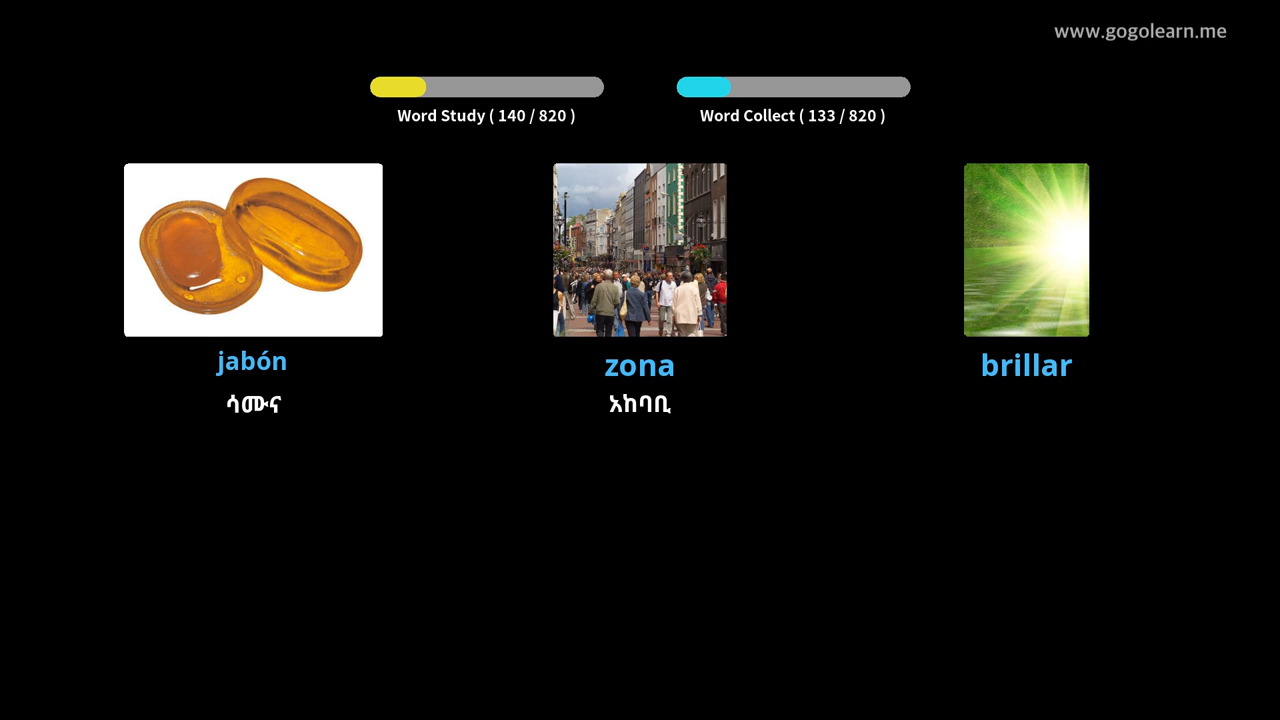 www.gogolearn.me
Word Study ( 140 / 820 )
Word Collect ( 133 / 820 )
jabón
ሳሙና
zona
አከባቢ
brillar